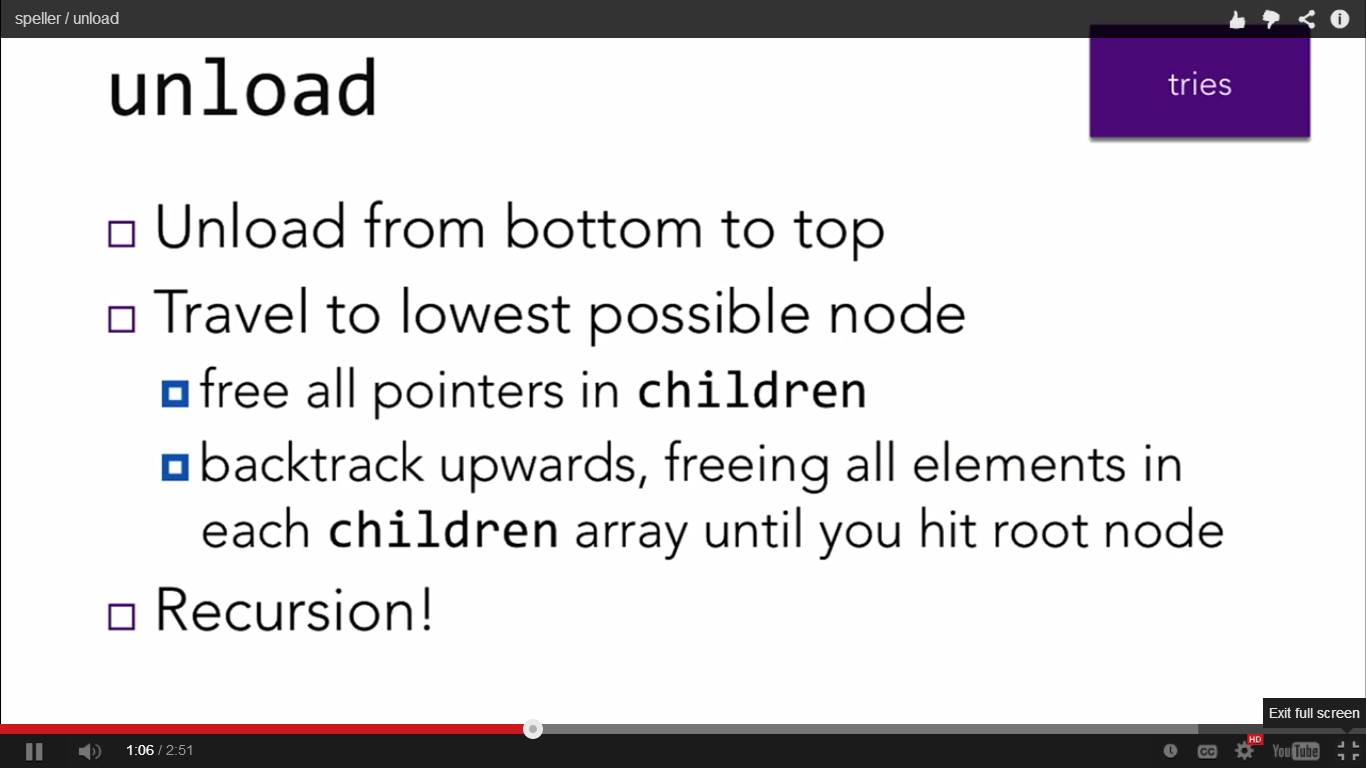 speller / unload
unload
tries
Unload from bottom to top
Travel to lowest possible node
free all pointers in children
backtrack upwards, freeing all elements in
each children array until you hit root node
Recursion!
Exit full screen
1:06 / 2:51
CC
HD
YouTube